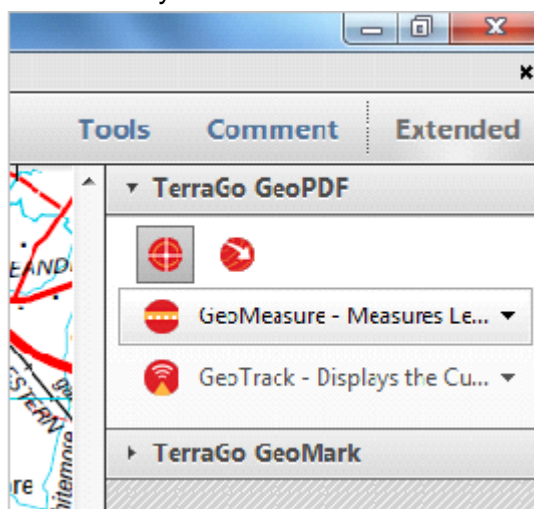 Tools Comment Extended
TerraGo GeoPDF
EAND
GeoMeasure - Measures Le...
GeoTrack - Displays the Cu...
STERN
TerraGo GeoMark
re